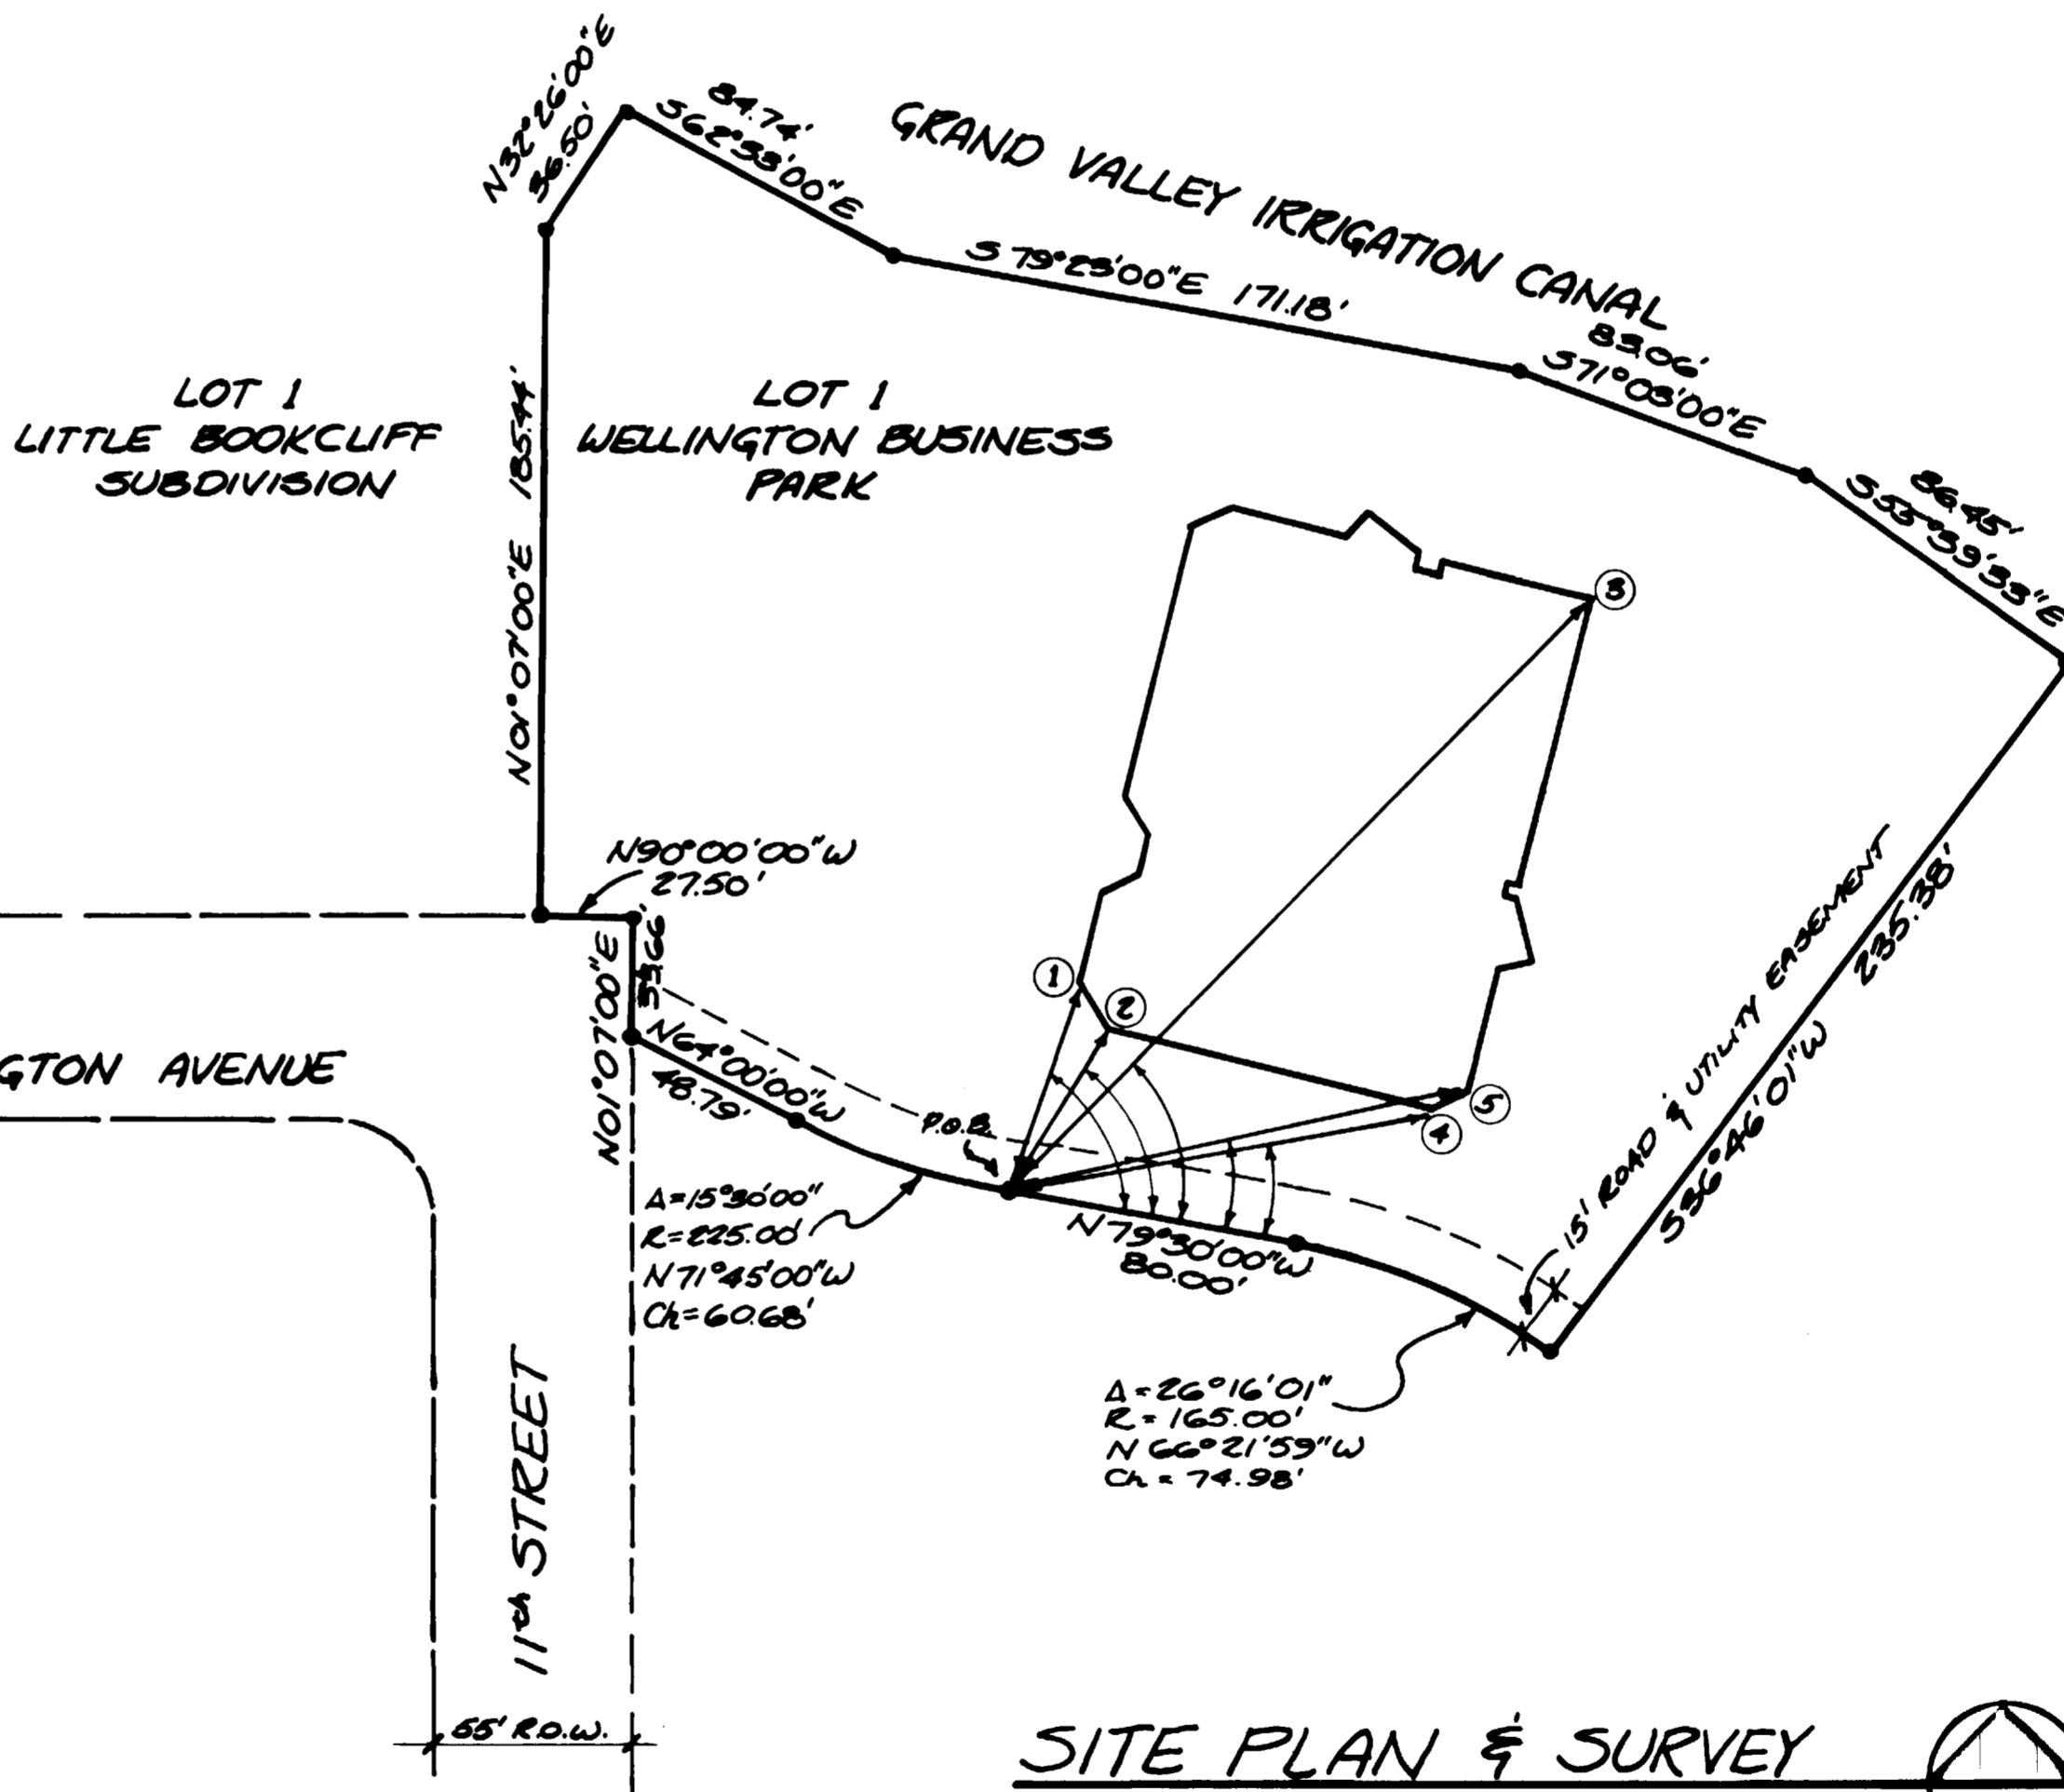 N32°26'00"E
36.50'
84.74'
S62°33'00"E
GRAND VALLEY IRRIGATION CANAL
S79°23'00"E 171.18'
83.06'
S71°03'00"E
86.45'
S55°39'33"E
LOT 1
LITTLE BOOKCLIFF
SUBDIVISION
N01°07'00"E 185.44'
LOT 1
WELLINGTON BUSINESS
PARK
3
N90°00'00"W
27.50'
N01°07'00"E
1
2
GTON AVENUE
N64°00'00"W
48.79'
P.O.B.
5
4
15' ROAD & UTILITY EASEMENT
235.38'
S36°46'01"W
Δ=15°30'00"
R=225.00'
N71°45'00"W
Ch=60.68'
N79°30'00"W
80.00'
Δ=26°16'01"
R=165.00'
N66°21'59"W
Ch=74.98'
11th STREET
55' R.O.W.
SITE PLAN & SURVEY